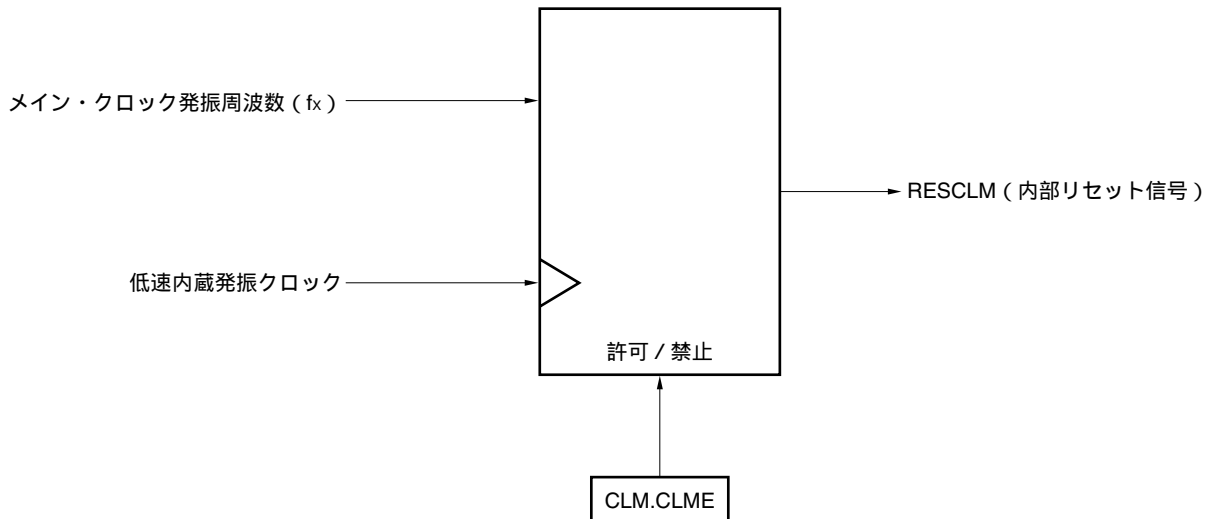 メイン・クロック発振周波数（fx）
RESCLM（内部リセット信号）
低速内蔵発振クロック
許可／禁止
CLM.CLME